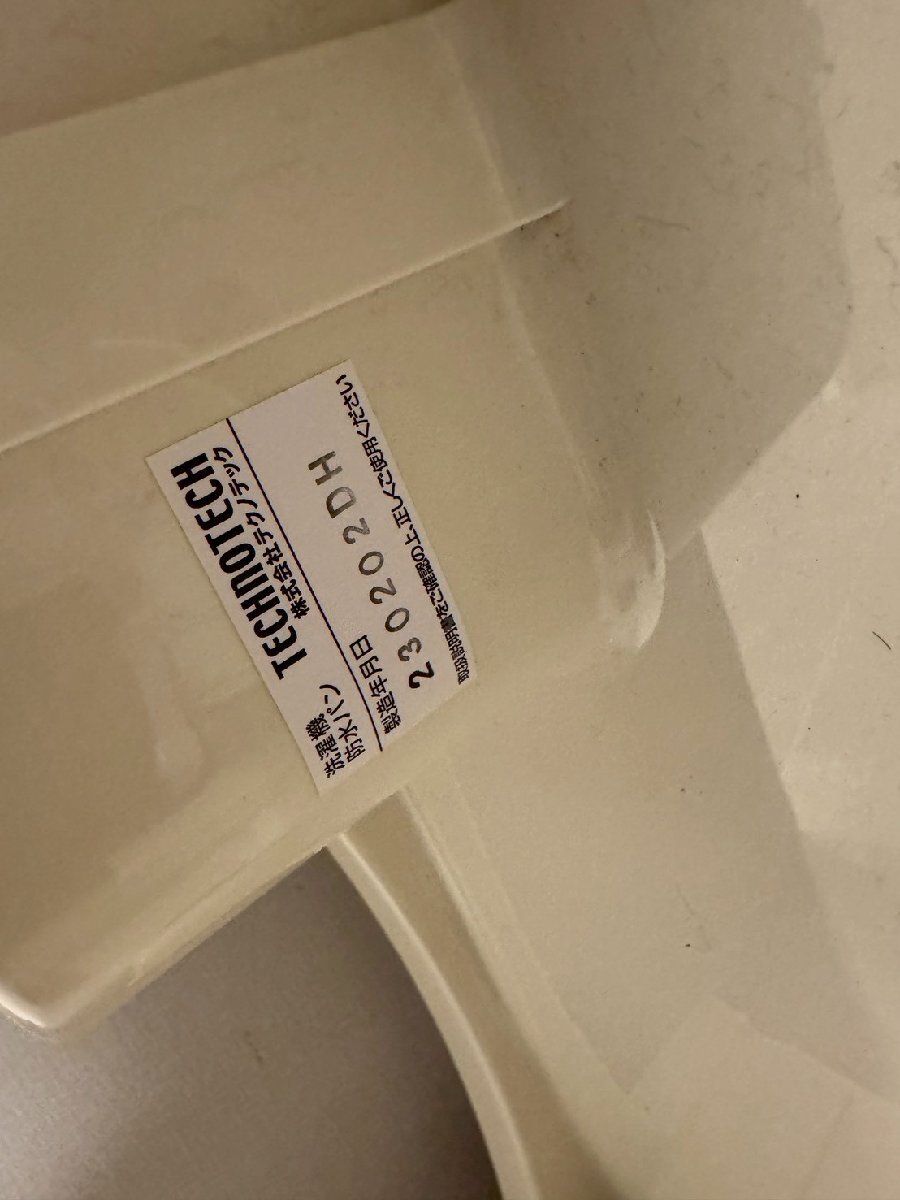 洗濯機
防水パン
TECHNOTECH
株式会社テクノテック
製造年月日
230202DH
取扱説明書をご確認の上、正しくご使用ください